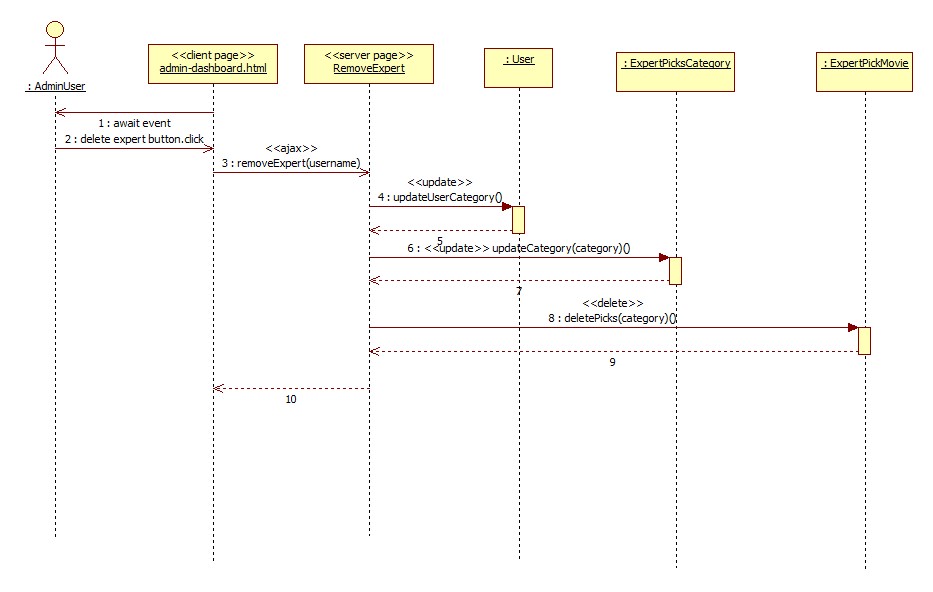 : AdminUser
<<client page>>
admin-dashboard.html
<<server page>>
RemoveExpert
: User
: ExpertPicksCategory
: ExpertPickMovie
1 : await event
2 : delete expert button.click
<<ajax>>
3 : removeExpert(username)
<<update>>
4 : updateUserCategory()
5
6 : <<update>> updateCategory(category)()
7
<<delete>>
8 : deletePicks(category)()
9
10